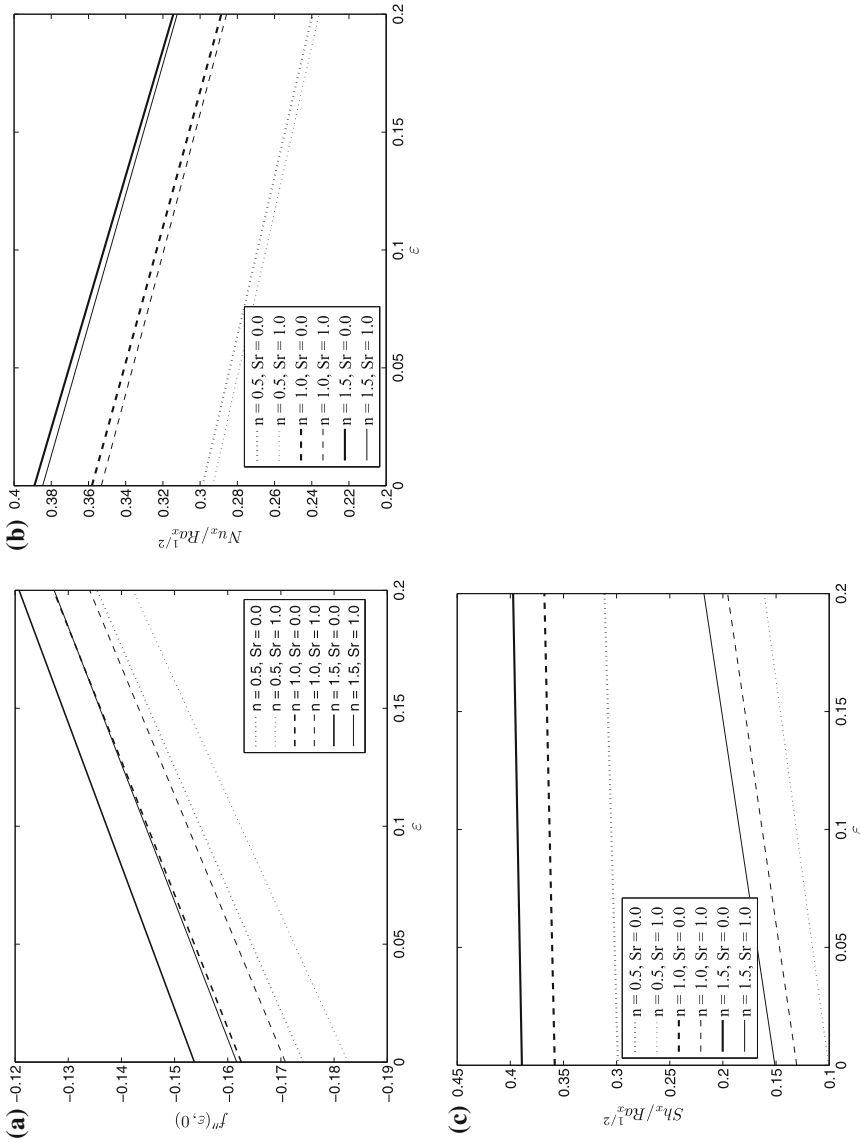 (a)
−0.12
−0.13
−0.14
−0.15
−0.16
−0.17
−0.18
−0.19
f″(ε, 0)
0
0.05
0.1
0.15
0.2
ε
n = 0.5, Sr = 0.0
n = 0.5, Sr = 1.0
n = 1.0, Sr = 0.0
n = 1.0, Sr = 1.0
n = 1.5, Sr = 0.0
n = 1.5, Sr = 1.0
(b)
0.4
0.38
0.36
0.34
0.32
0.3
0.28
0.26
0.24
0.22
0.2
Nu_x/Ra_x^{1/2}
0
0.05
0.1
0.15
0.2
ε
n = 0.5, Sr = 0.0
n = 0.5, Sr = 1.0
n = 1.0, Sr = 0.0
n = 1.0, Sr = 1.0
n = 1.5, Sr = 0.0
n = 1.5, Sr = 1.0
(c)
0.45
0.4
0.35
0.3
0.25
0.2
0.15
0.1
Sh_x/Ra_x^{1/2}
0
0.05
0.1
0.15
0.2
n = 0.5, Sr = 0.0
n = 0.5, Sr = 1.0
n = 1.0, Sr = 0.0
n = 1.0, Sr = 1.0
n = 1.5, Sr = 0.0
n = 1.5, Sr = 1.0